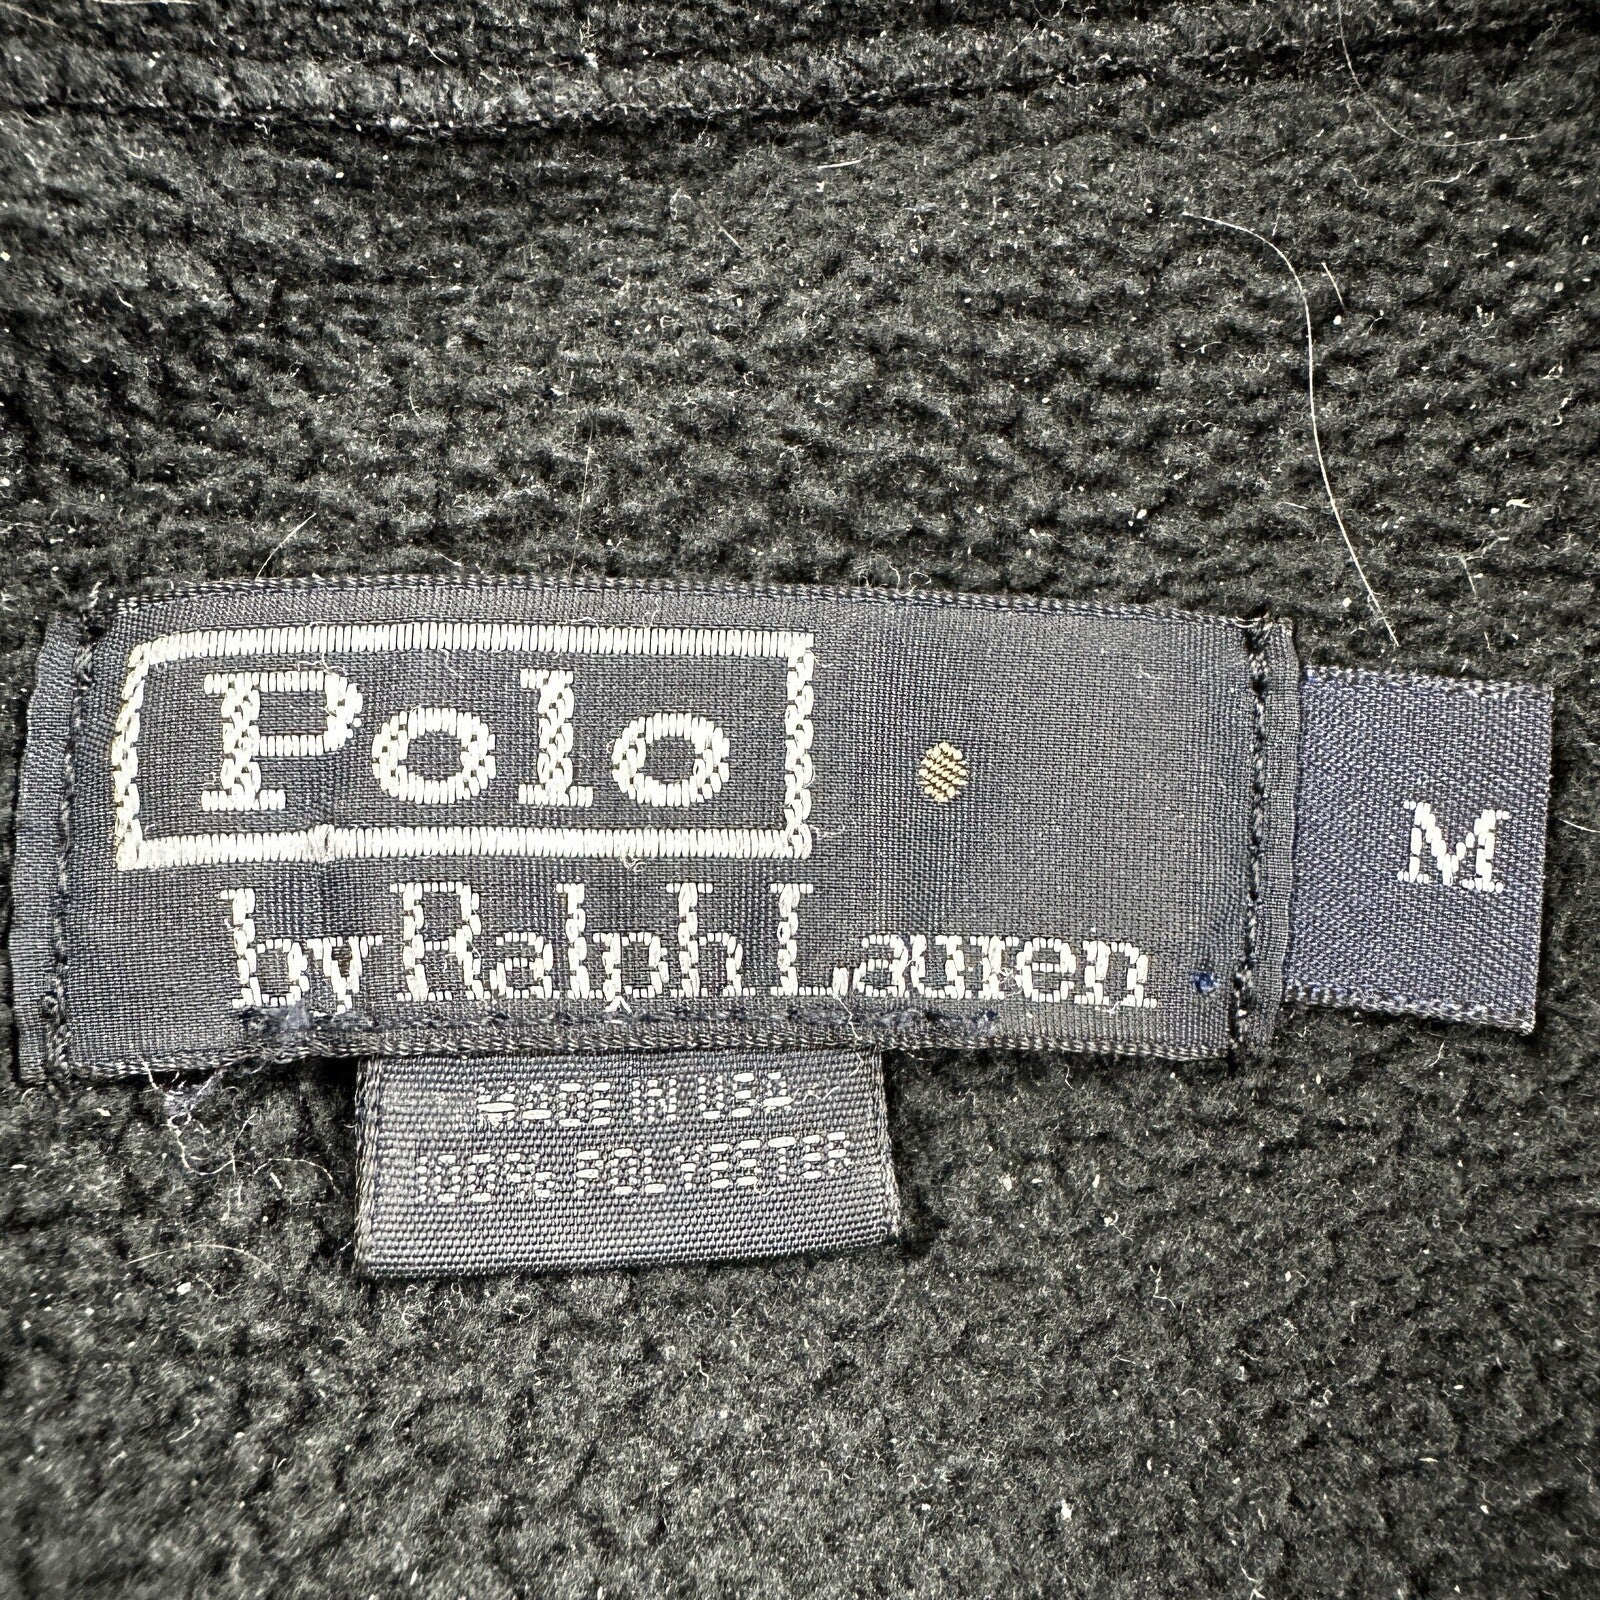 Polo
by Ralph Lauren
M
MADE IN USA
100% POLYESTER